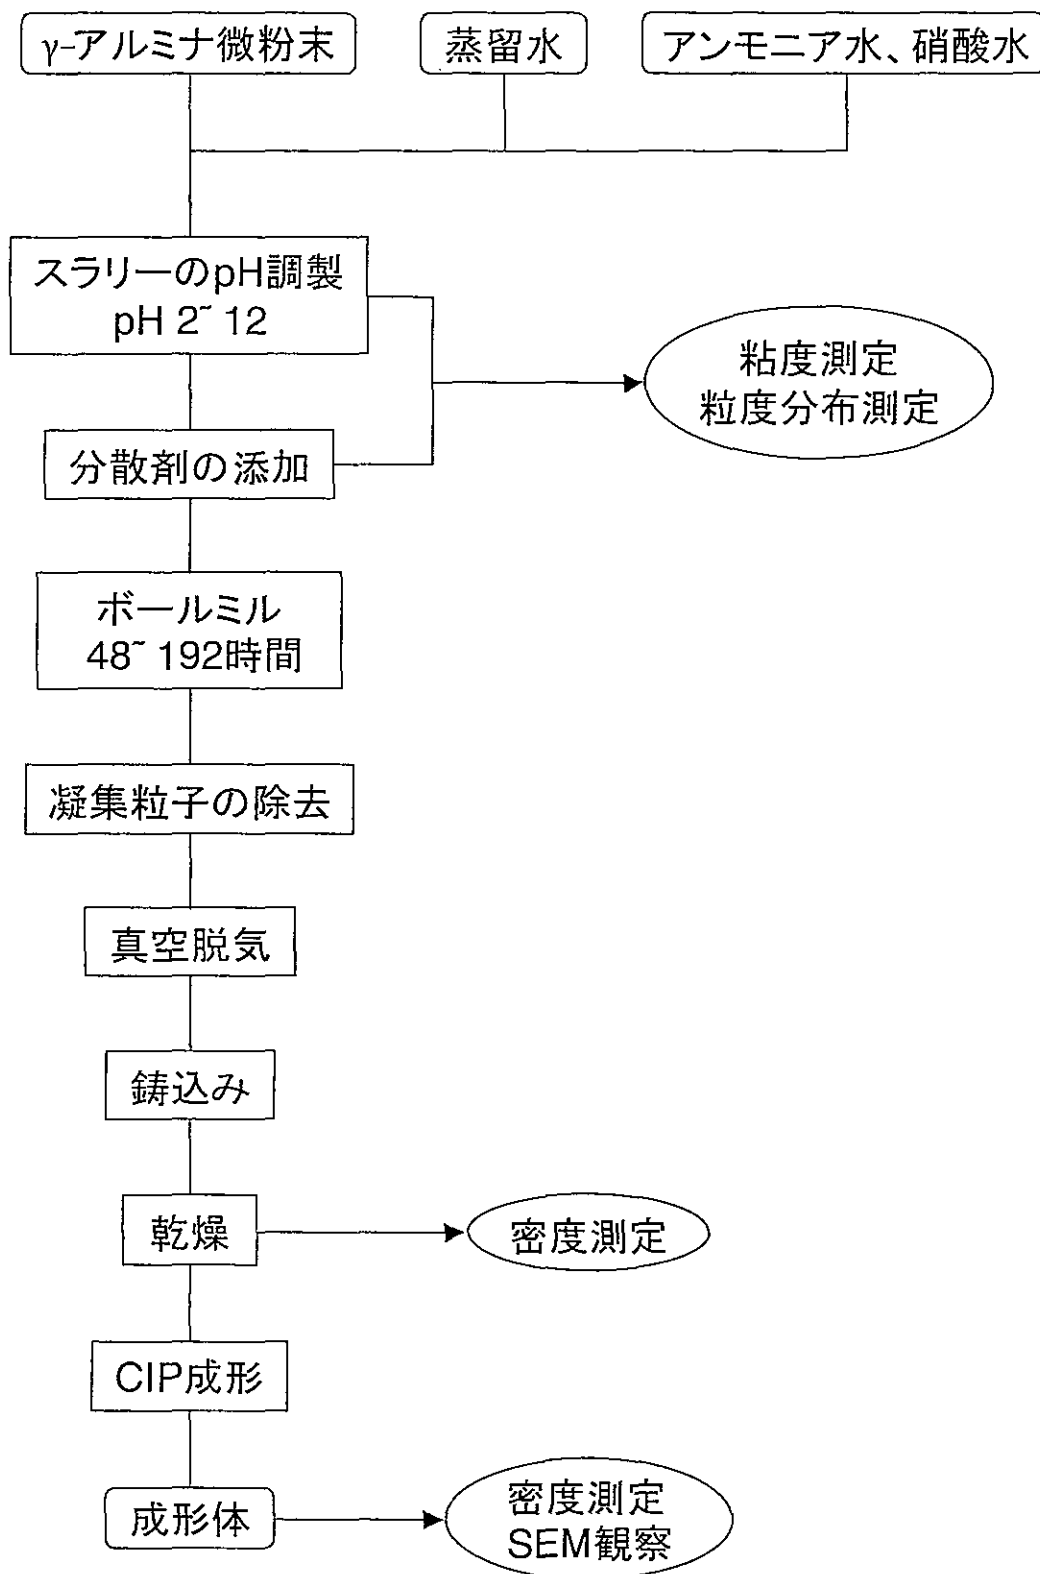 γ-アルミナ微粉末
蒸留水
アンモニア水、硝酸水
スラリーのpH調製
pH 2~ 12
粘度測定
粒度分布測定
分散剤の添加
ボールミル
48~ 192時間
凝集粒子の除去
真空脱気
鋳込み
乾燥
密度測定
CIP成形
成形体
密度測定
SEM観察